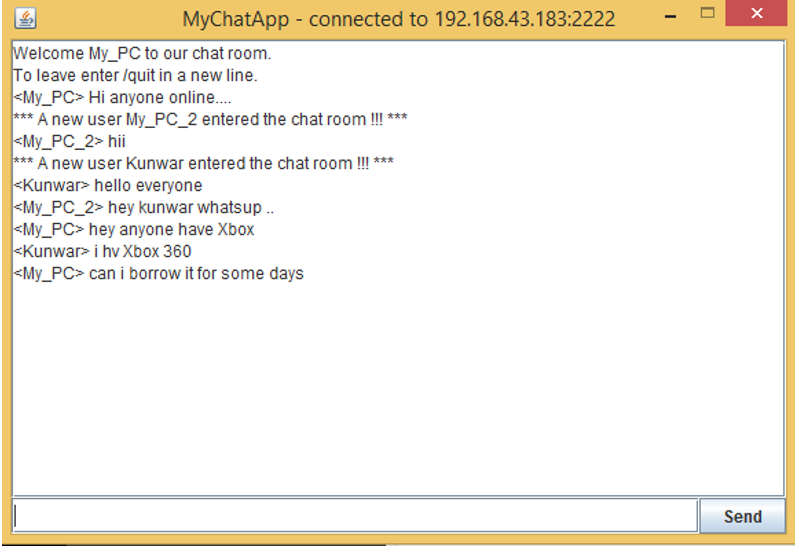 MyChatApp - connected to 192.168.43.183:2222
Welcome My_PC to our chat room.
To leave enter /quit in a new line.
<My_PC> Hi anyone online....
*** A new user My_PC_2 entered the chat room !!! ***
<My_PC_2> hii
*** A new user Kunwar entered the chat room !!! ***
<Kunwar> hello everyone
<My_PC_2> hey kunwar whatsup ..
<My_PC> hey anyone have Xbox
<Kunwar> i hv Xbox 360
<My_PC> can i borrow it for some days
Send